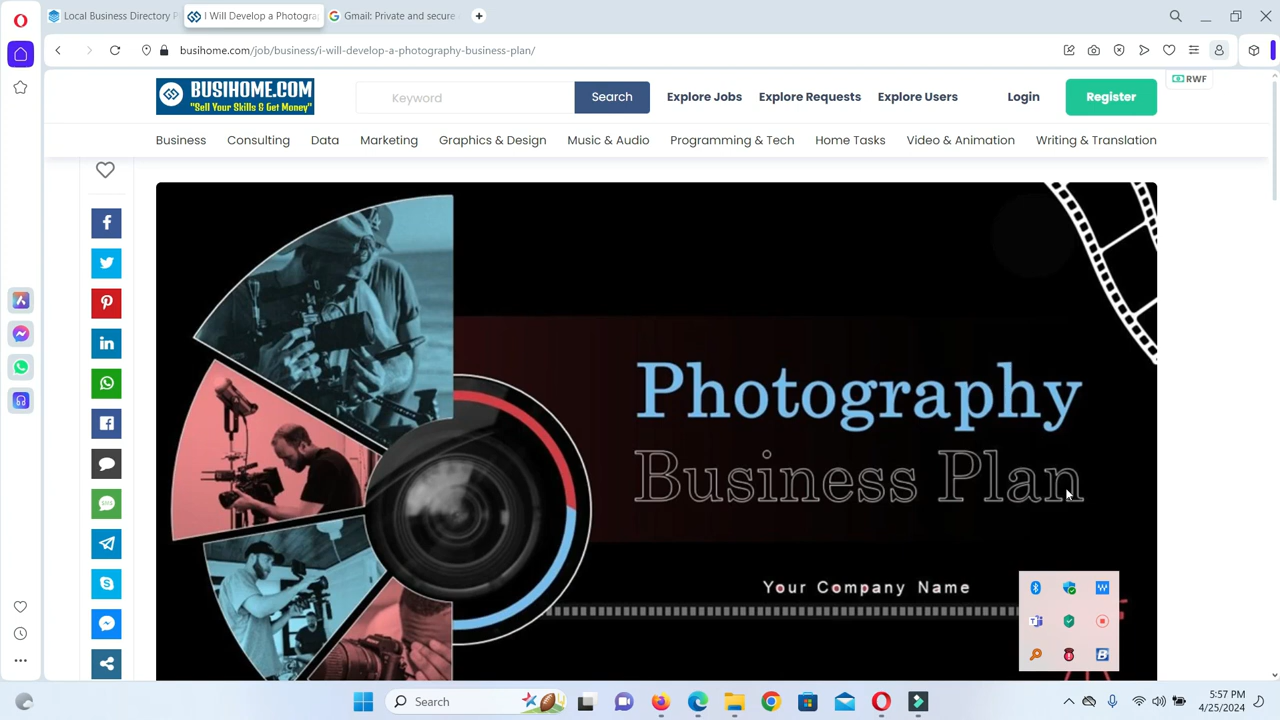 Local Business Directory P
I Will Develop a Photogra
Gmail: Private and secure
busihome.com/job/business/i-will-develop-a-photography-business-plan/
BUSIHOME.COM
"Sell Your Skills & Get Money"
Keyword
Search
Explore Jobs
Explore Requests
Explore Users
Login
Register
RWF
Business
Consulting
Data
Marketing
Graphics & Design
Music & Audio
Programming & Tech
Home Tasks
Video & Animation
Writing & Translation
Photography
Business Plan
Your Company Name
Search
5:57 PM
4/25/2024